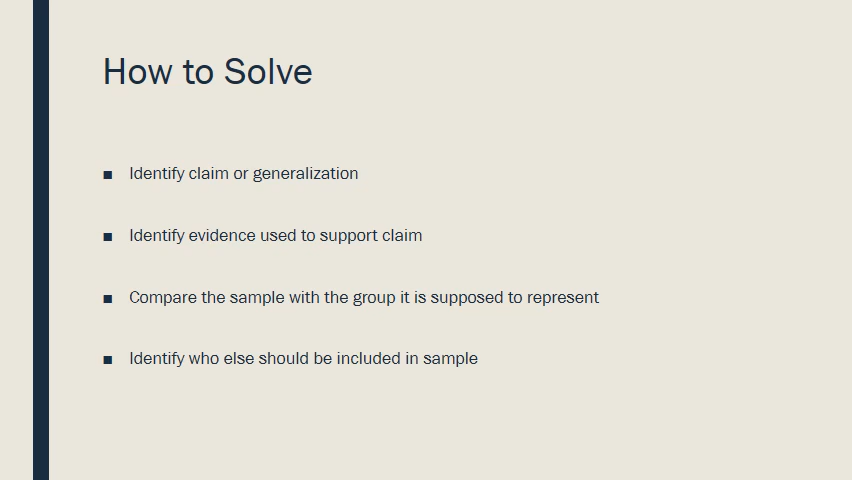 How to Solve
▪ Identify claim or generalization
▪ Identify evidence used to support claim
▪ Compare the sample with the group it is supposed to represent
▪ Identify who else should be included in sample